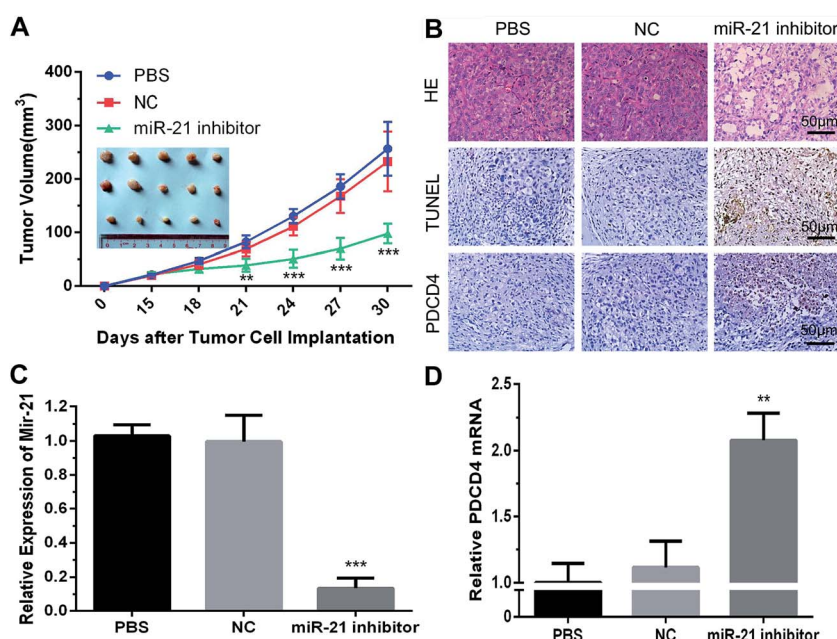 A
PBS
NC
miR-21 inhibitor
Tumor Volume(mm3)
400
300
200
100
0
0 15 18 21 24 27 30
** *** *** ***
Days after Tumor Cell Implantation
B
PBS NC miR-21 inhibitor
HE
50μm
TUNEL
50μm
PDCD4
50μm
C
Relative Expression of Mir-21
1.2
1.0
0.8
0.6
0.4
0.2
0.0
***
PBS NC miR-21 inhibitor
D
Relative PDCD4 mRNA
2.5
2.0
1.5
1.0
0
**
PBS NC miR-21 inhibitor